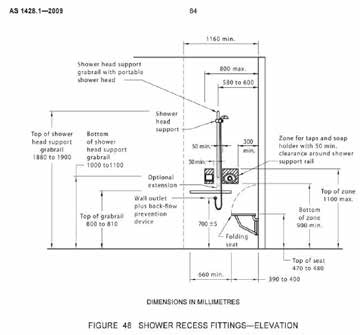 AS 1428.1—2009
64
1160 min.
Shower head support
grabrail with portable
shower head
800 max.
580 to 600
Shower
head
support
50 min.
300
min.
Zone for taps and soap
holder with 50 min.
clearance around shower
support rail
Top of shower
head support
grabrail
1880 to 1900
Bottom
of shower
head support
grabrail
1000 to 1100
30 min.
Optional
extension
Top of zone
1100 max.
Top of grabrail
800 to 810
Wall outlet
plus back-flow
prevention
device
700 ±5
Folding
seat
Bottom
of zone
900 min.
Top of seat
470 to 480
660 min.
390 to 400
DIMENSIONS IN MILLIMETRES
FIGURE 48 SHOWER RECESS FITTINGS—ELEVATION